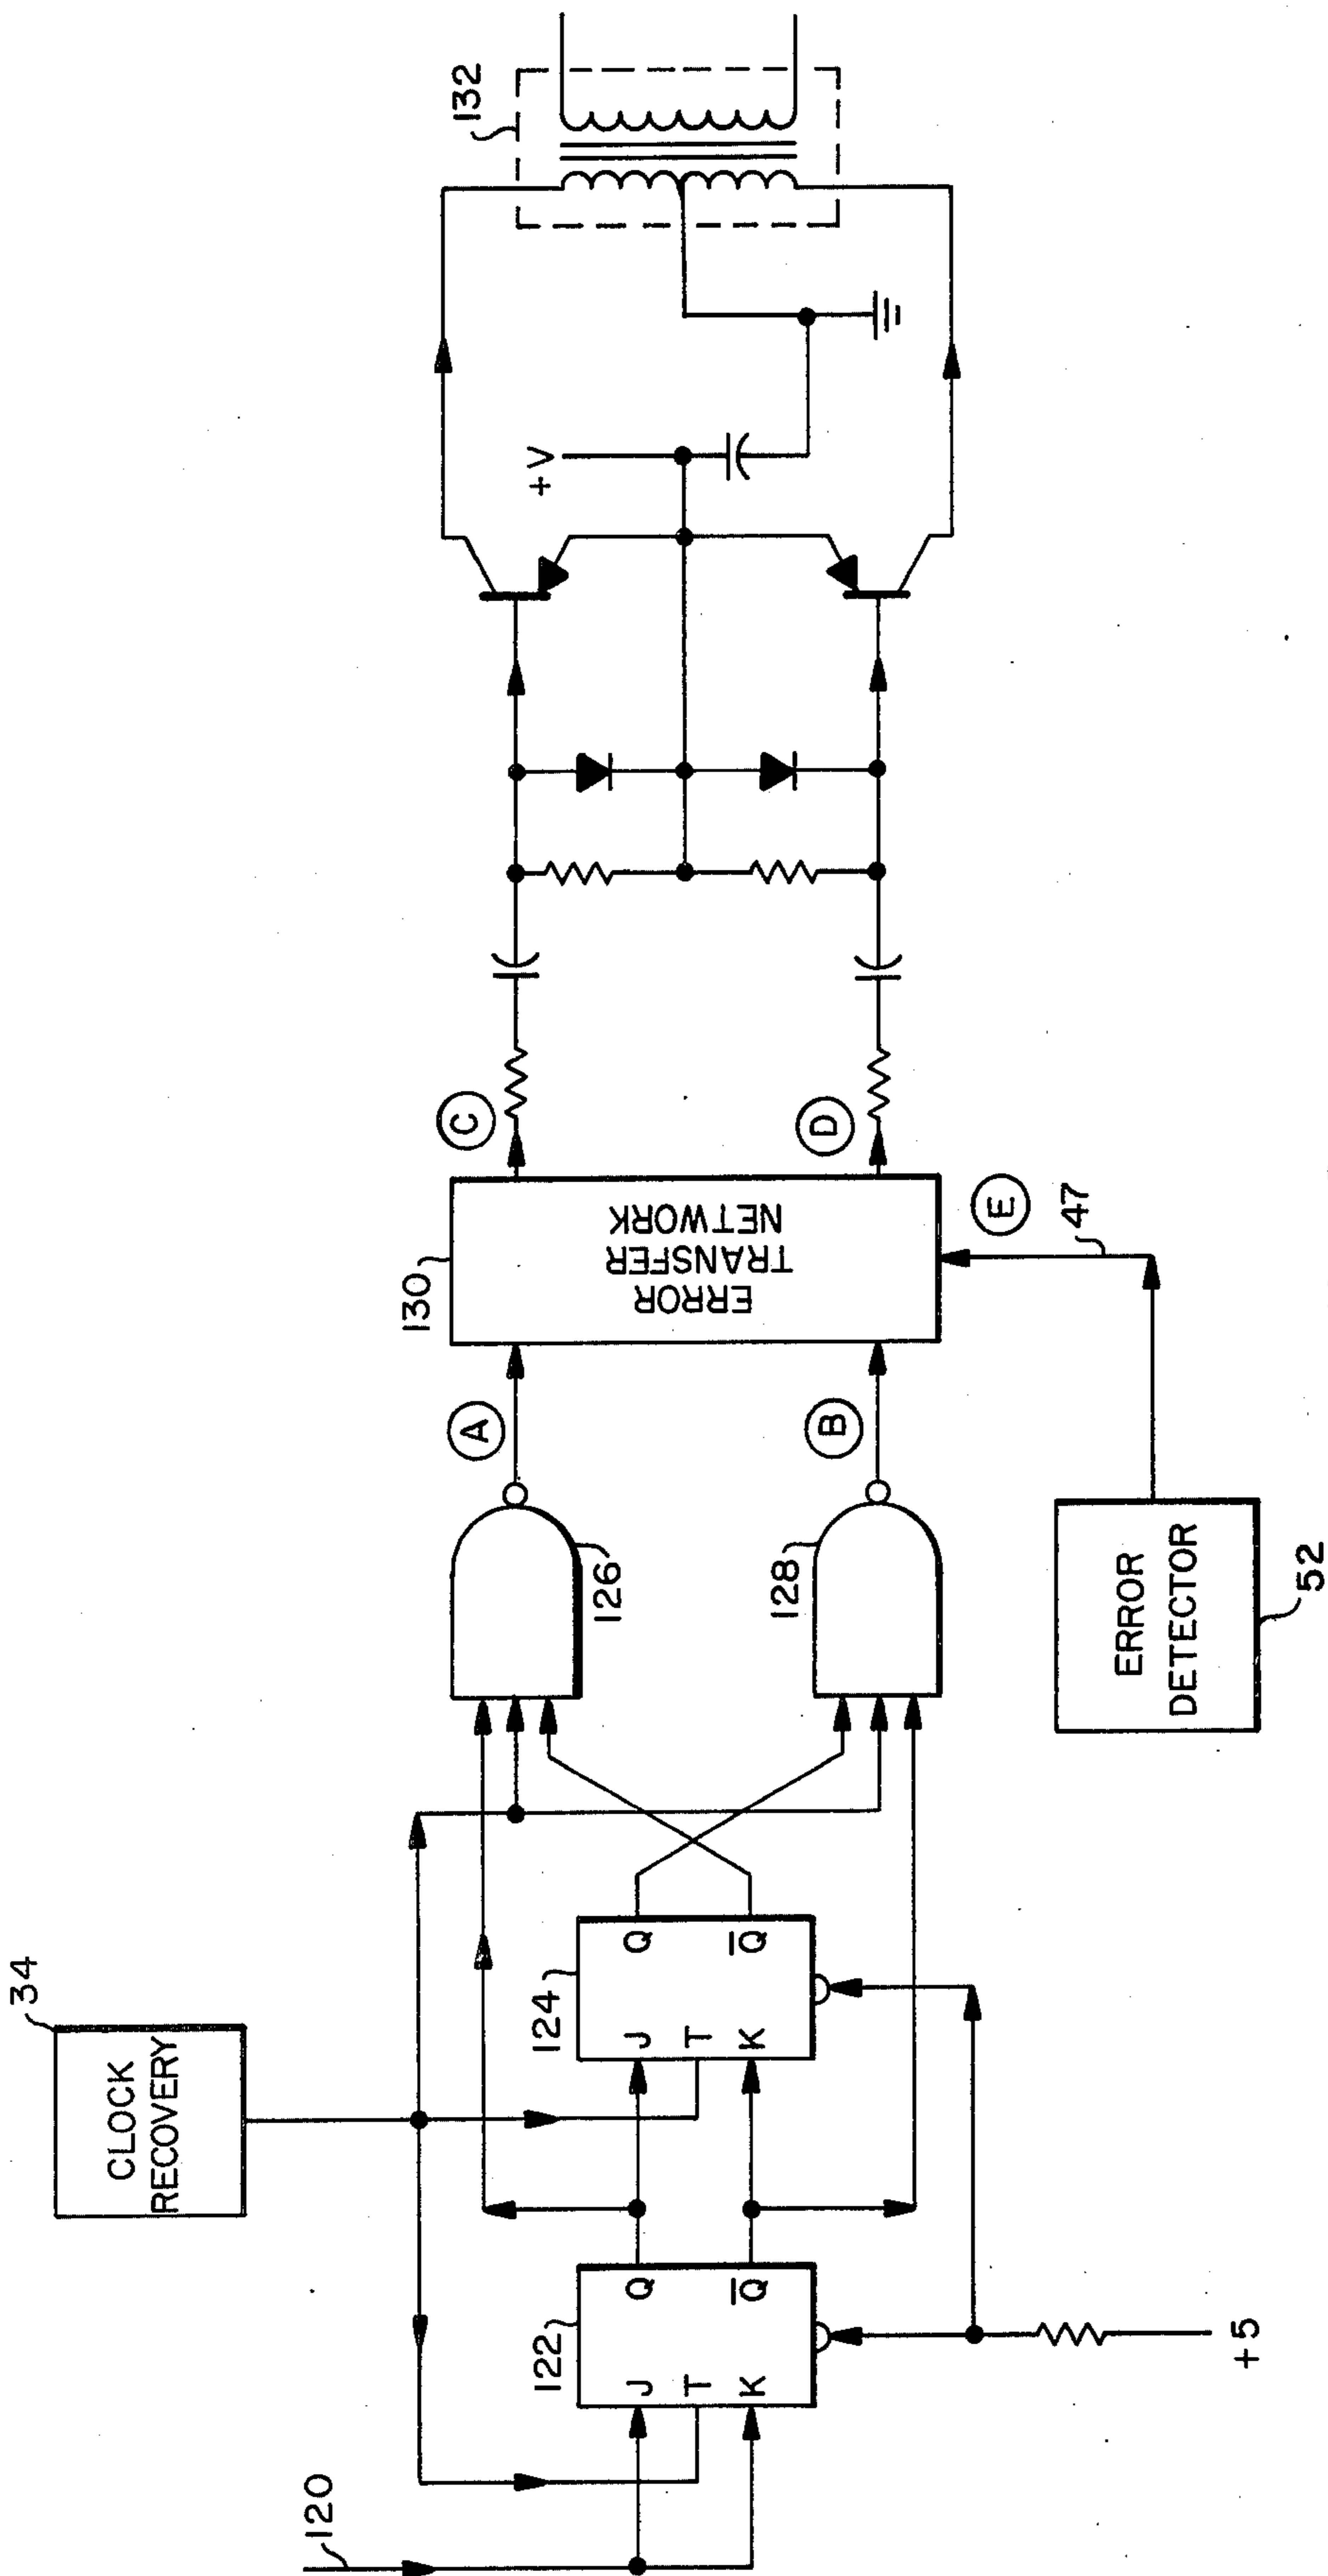 120
34
CLOCK
RECOVERY
122
J
T
K
Q
Q̅
124
J
T
K
Q
Q̅
+5
126
128
A
B
ERROR
DETECTOR
52
130
ERROR
TRANSFER
NETWORK
E
47
C
D
+V
132